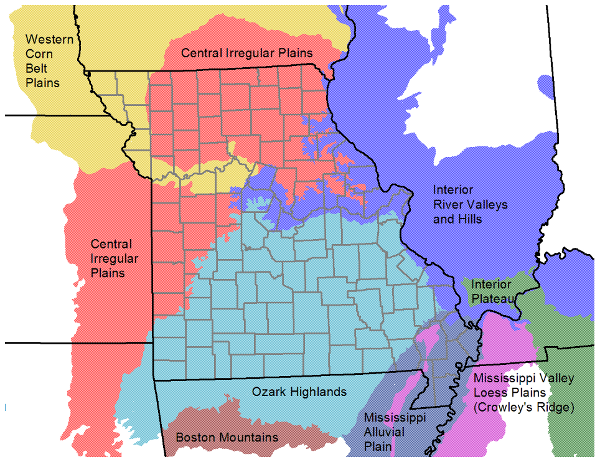 Western
Corn
Belt
Plains
Central Irregular Plains
Interior
River Valleys
and Hills
Central
Irregular
Plains
Interior
Plateau
Ozark Highlands
Mississippi Valley
Loess Plains
(Crowley's Ridge)
Mississippi
Alluvial
Plain
Boston Mountains